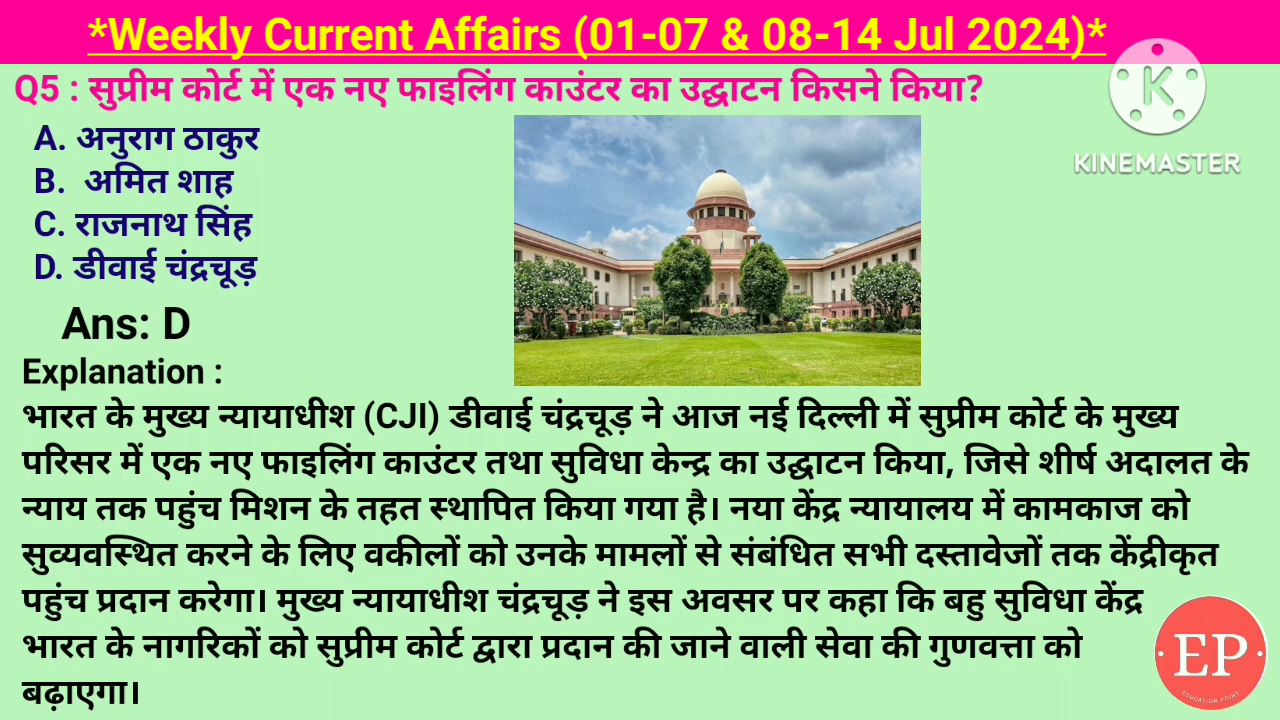 *Weekly Current Affairs (01-07 & 08-14 Jul 2024)*
Q5 : सुप्रीम कोर्ट में एक नए फाइलिंग काउंटर का उद्घाटन किसने किया?
A. अनुराग ठाकुर
B. अमित शाह
C. राजनाथ सिंह
D. डीवाई चंद्रचूड़
K
KINEMASTER
Ans: D
Explanation :
भारत के मुख्य न्यायाधीश (CJI) डीवाई चंद्रचूड़ ने आज नई दिल्ली में सुप्रीम कोर्ट के मुख्य
परिसर में एक नए फाइलिंग काउंटर तथा सुविधा केन्द्र का उद्घाटन किया, जिसे शीर्ष अदालत के
न्याय तक पहुंच मिशन के तहत स्थापित किया गया है। नया केंद्र न्यायालय में कामकाज को
सुव्यवस्थित करने के लिए वकीलों को उनके मामलों से संबंधित सभी दस्तावेजों तक केंद्रीकृत
पहुंच प्रदान करेगा। मुख्य न्यायाधीश चंद्रचूड़ ने इस अवसर पर कहा कि बहु सुविधा केंद्र
भारत के नागरिकों को सुप्रीम कोर्ट द्वारा प्रदान की जाने वाली सेवा की गुणवत्ता को
बढ़ाएगा।
EP
EDUCATION POINT